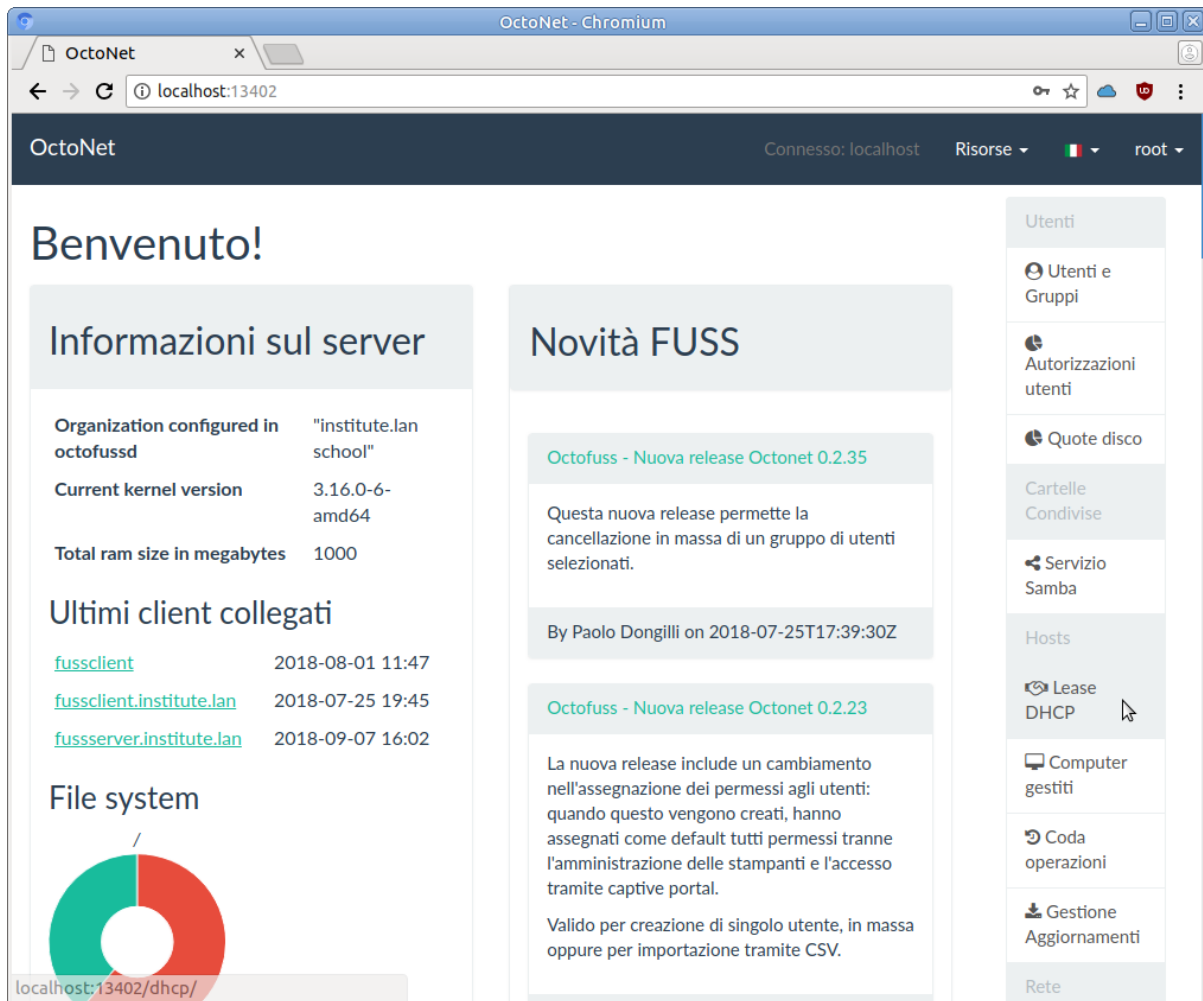 OctoNet - Chromium
OctoNet
localhost:13402
OctoNet
Connesso: localhost
Risorse
root
Benvenuto!
Informazioni sul server
Organization configured in
octofussd
"institute.lan
school"
Current kernel version
3.16.0-6-
amd64
Total ram size in megabytes
1000
Ultimi client collegati
fussclient 2018-08-01 11:47
fussclient.institute.lan 2018-07-25 19:45
fussserver.institute.lan 2018-09-07 16:02
File system
/
localhost:13402/dhcp/
Novità FUSS
Octofuss - Nuova release Octonet 0.2.35
Questa nuova release permette la
cancellazione in massa di un gruppo di utenti
selezionati.
By Paolo Dongilli on 2018-07-25T17:39:30Z
Octofuss - Nuova release Octonet 0.2.23
La nuova release include un cambiamento
nell'assegnazione dei permessi agli utenti:
quando questo vengono creati, hanno
assegnati come default tutti permessi tranne
l'amministrazione delle stampanti e l'accesso
tramite captive portal.
Valido per creazione di singolo utente, in massa
oppure per importazione tramite CSV.
Utenti
Utenti e
Gruppi
Autorizzazioni
utenti
Quote disco
Cartelle
Condivise
Servizio
Samba
Hosts
Lease
DHCP
Computer
gestiti
Coda
operazioni
Gestione
Aggiornamenti
Rete